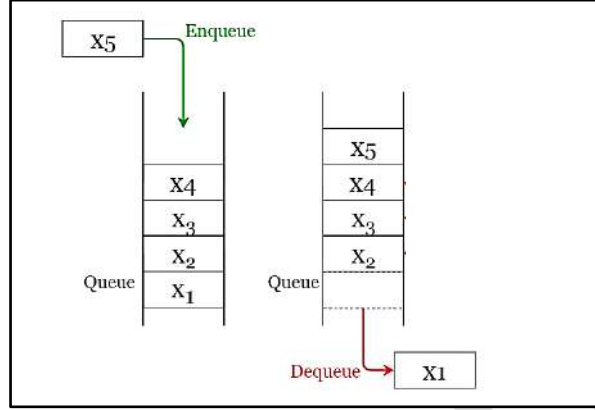 x5
Enqueue
x4
x₃
x₂
Queue
x₁
x5
x4
x₃
x₂
Queue
Dequeue
x1